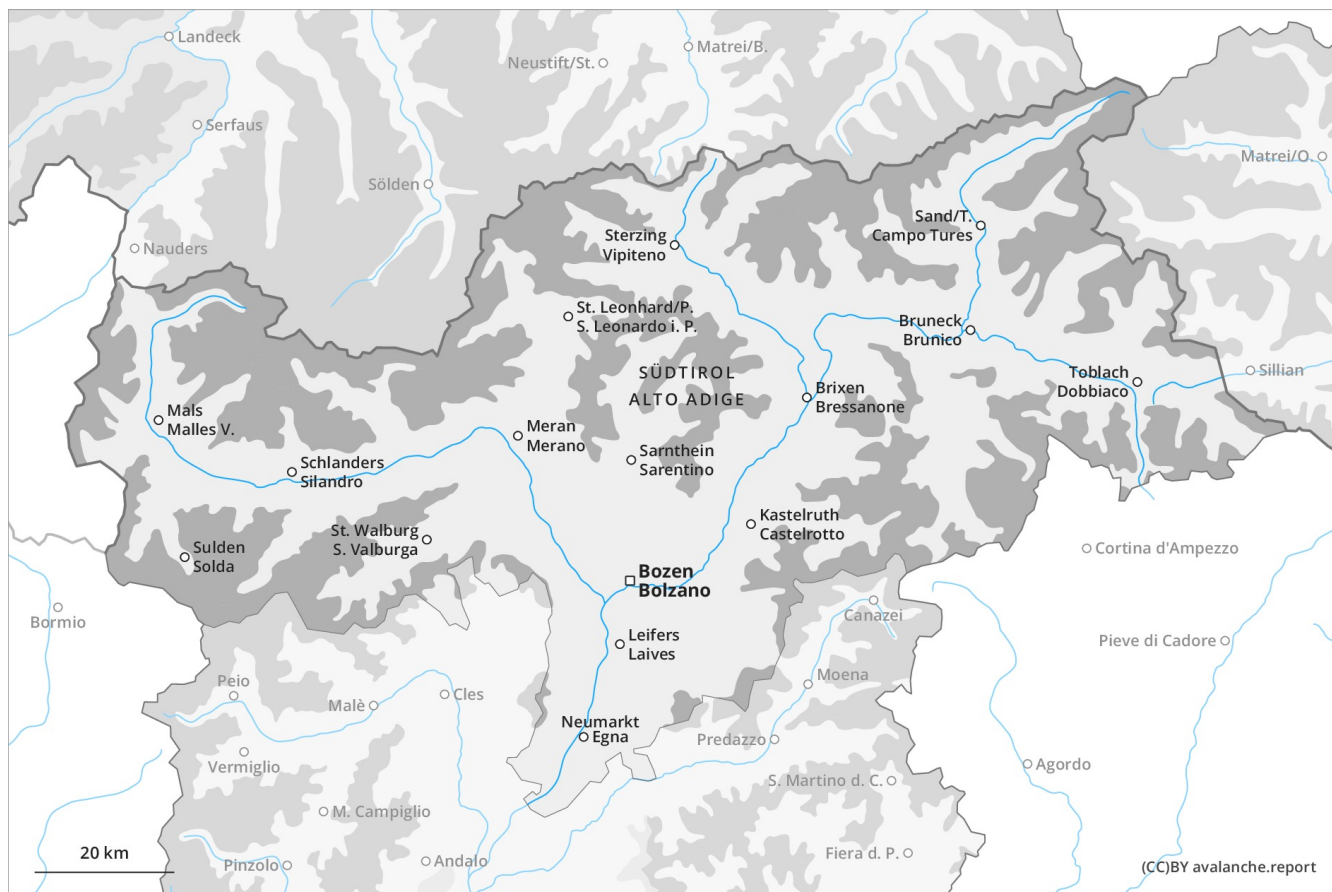 Landeck
Matrei/B.
Neustift/St.
Serfaus
Matrei/O.
Sölden
Sand/T.
Campo Tures
Nauders
Sterzing
Vipiteno
St. Leonhard/P.
S. Leonardo i. P.
Bruneck
Brunico
SÜDTIROL
ALTO ADIGE
Toblach
Dobbiaco
Sillian
Brixen
Bressanone
Mals
Malles V.
Meran
Merano
Sarnthein
Sarentino
Schlanders
Silandro
Kastelruth
Castelrotto
St. Walburg
S. Valburga
Sulden
Solda
Cortina d'Ampezzo
Bozen
Bolzano
Bormio
Canazei
Leifers
Laives
Pieve di Cadore
Peio
Moena
Malè
Cles
Neumarkt
Egna
Predazzo
Vermiglio
Agordo
S. Martino d. C.
M. Campiglio
20 km
Pinzolo
Andalo
Fiera d. P.
(CC)BY avalanche.report